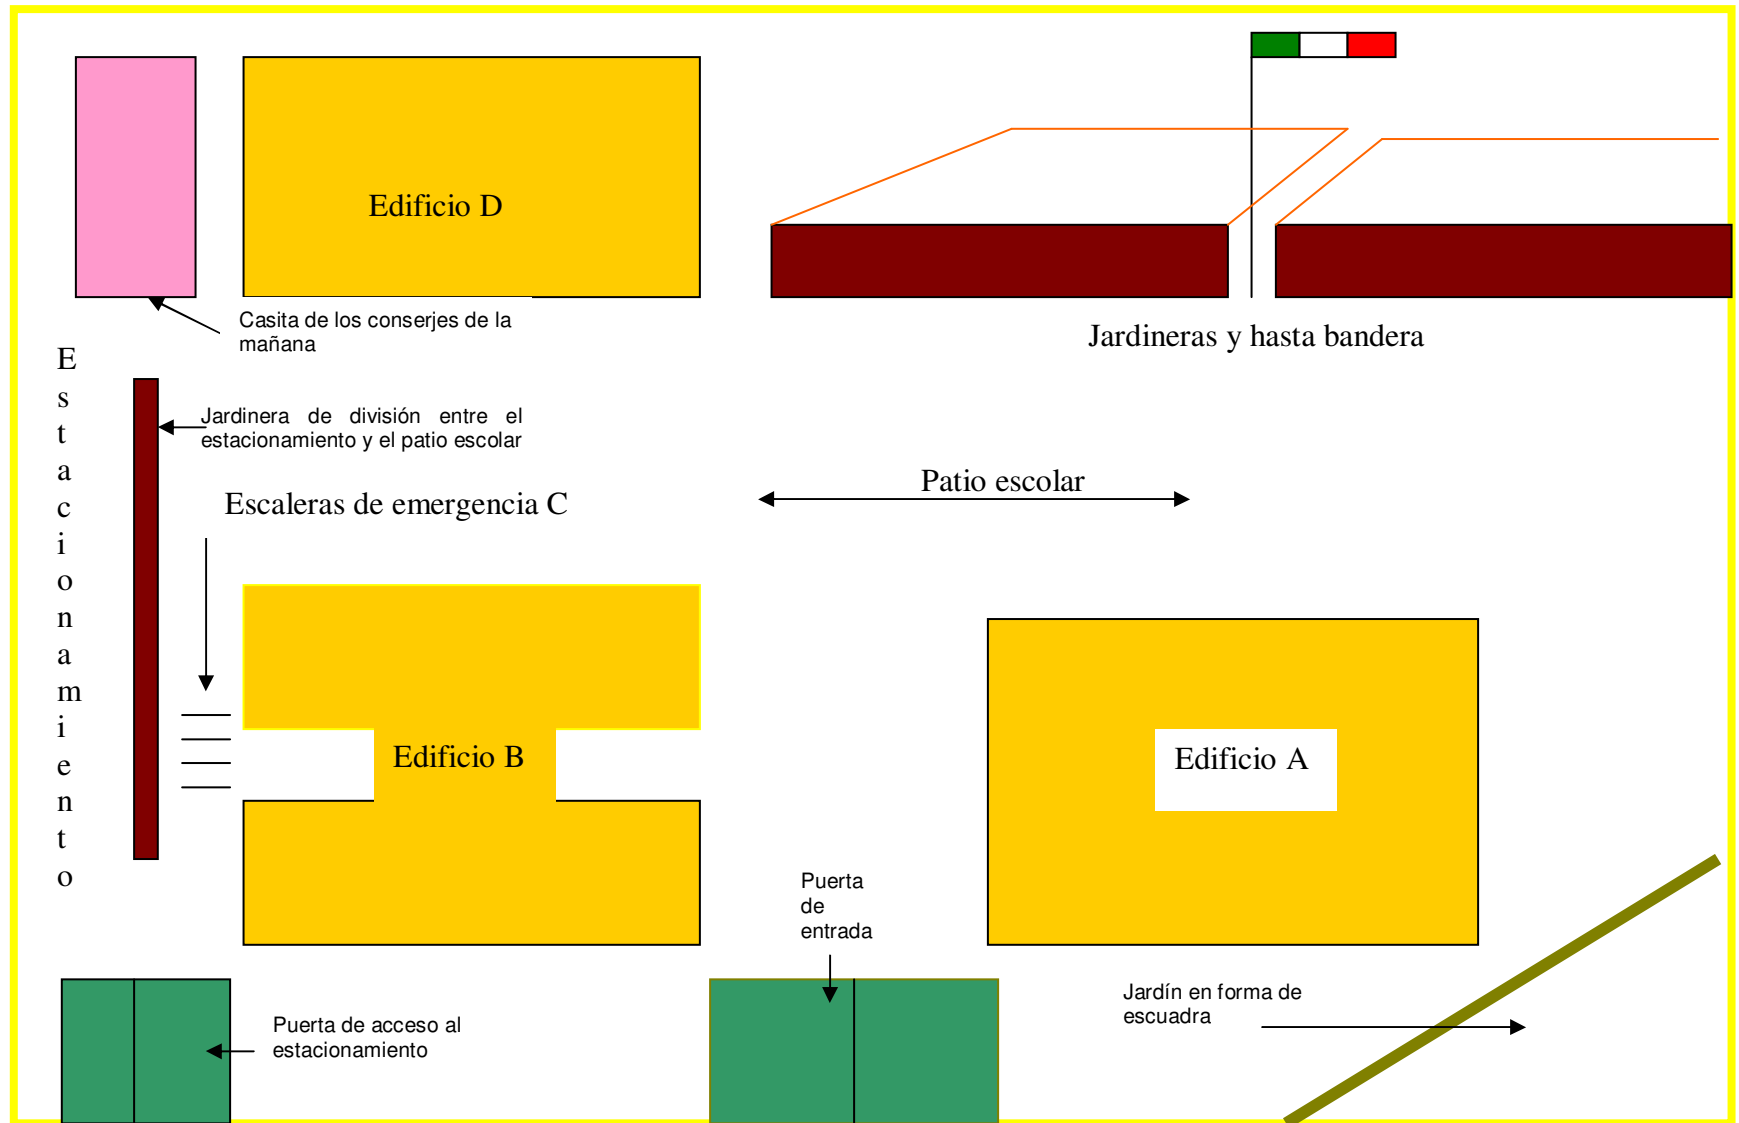 Edificio D
Casita de los conserjes de la
mañana
Jardineras y hasta bandera
Estacionamiento
Jardinera de división entre el
estacionamiento y el patio escolar
Patio escolar
Escaleras de emergencia C
Edificio B
Edificio A
Puerta
de
entrada
Jardín en forma de
escuadra
Puerta de acceso al
estacionamiento